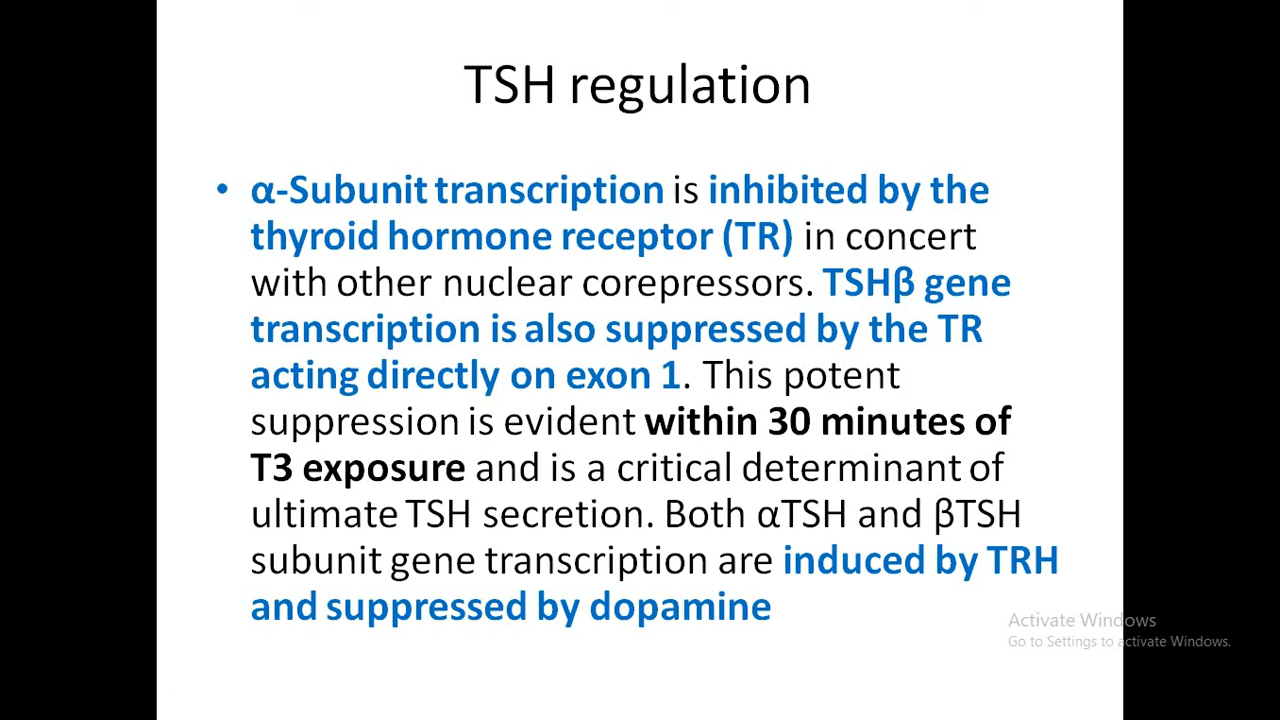 TSH regulation
• α-Subunit transcription is inhibited by the
thyroid hormone receptor (TR) in concert
with other nuclear corepressors. TSHβ gene
transcription is also suppressed by the TR
acting directly on exon 1. This potent
suppression is evident within 30 minutes of
T3 exposure and is a critical determinant of
ultimate TSH secretion. Both αTSH and βTSH
subunit gene transcription are induced by TRH
and suppressed by dopamine
Activate Windows
Go to Settings to activate Windows.